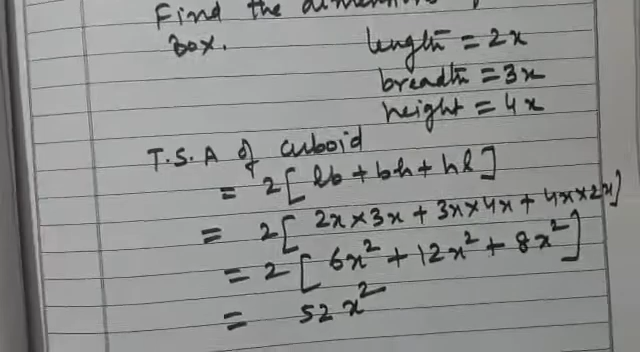 Find the dimensions
box.
length = 2x
breadth = 3x
height = 4x
T.S.A of cuboid
= 2[lb + bh + hl]
= 2[2x×3x + 3x×4x + 4x×2x]
= 2[6x² + 12x² + 8x²]
= 52x²